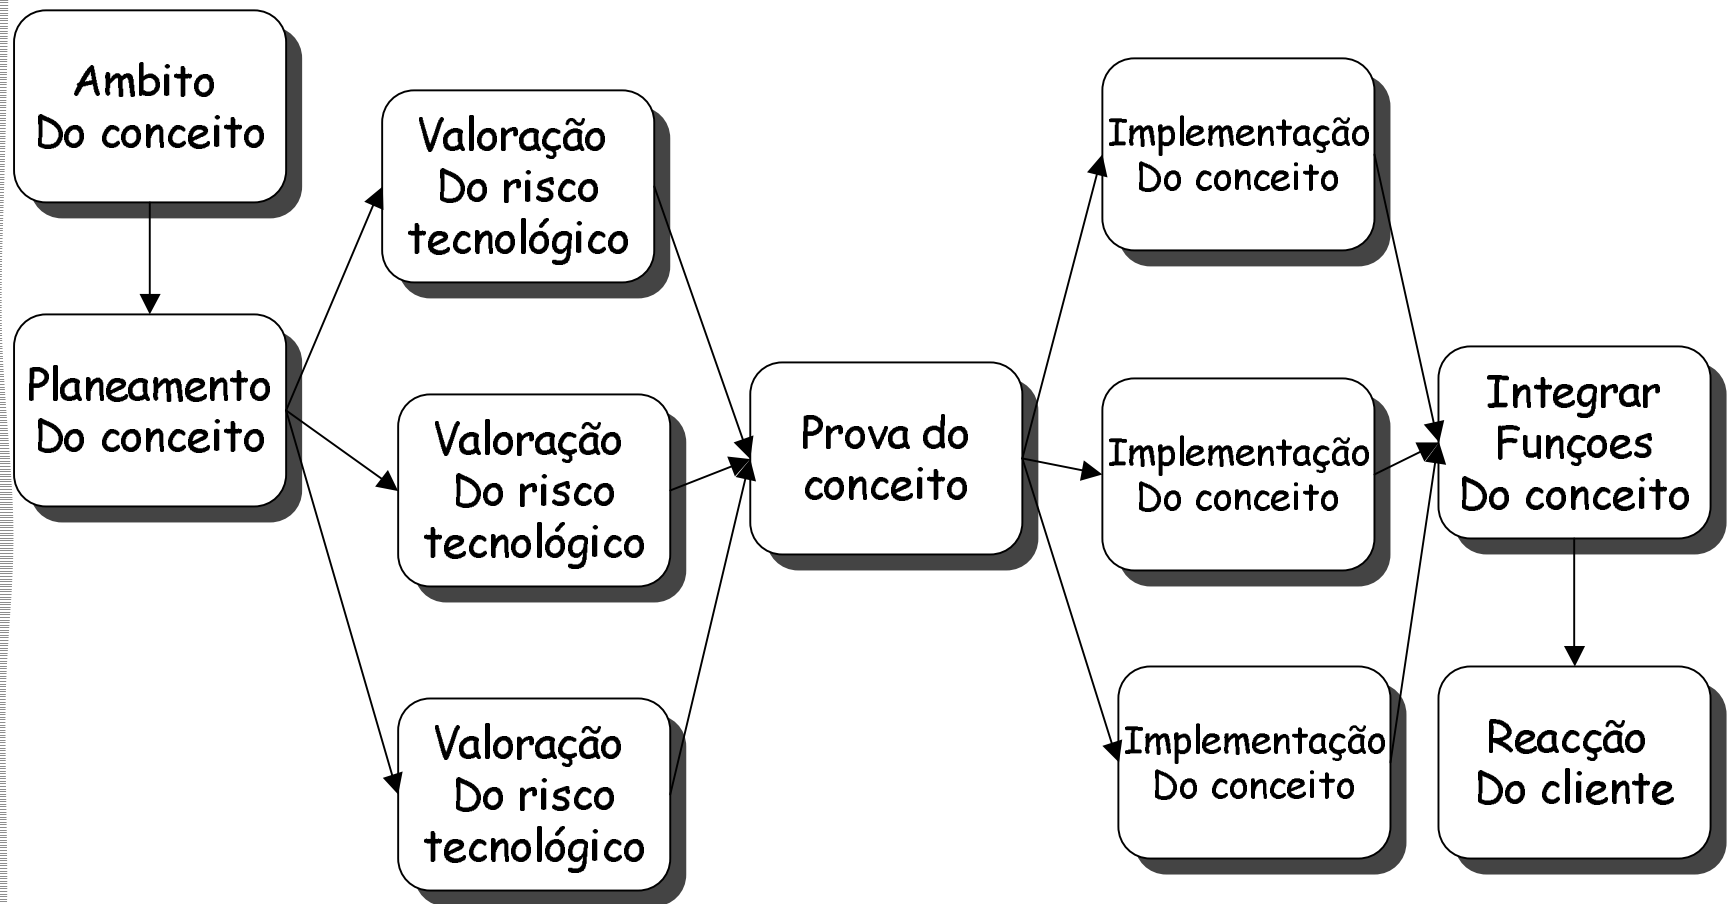 Ambito
Do conceito
Planeamento
Do conceito
Valoração
Do risco
tecnológico
Valoração
Do risco
tecnológico
Valoração
Do risco
tecnológico
Prova do
conceito
Implementação
Do conceito
Implementação
Do conceito
Implementação
Do conceito
Integrar
Funçoes
Do conceito
Reacção
Do cliente